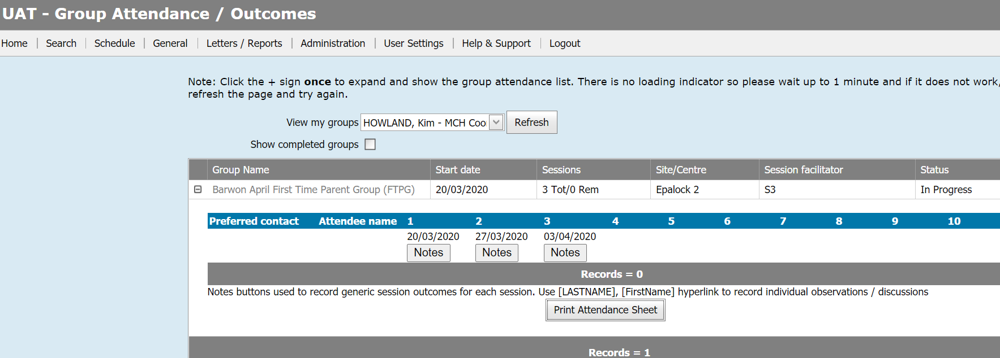 UAT - Group Attendance / Outcomes
Home Search Schedule General Letters / Reports Administration User Settings Help & Support Logout
Note: Click the + sign once to expand and show the group attendance list. There is no loading indicator so please wait up to 1 minute and if it does not work,
refresh the page and try again.
View my groups HOWLAND, Kim - MCH Coo Refresh
Show completed groups
Group Name Start date Sessions Site/Centre Session facilitator Status
Barwon April First Time Parent Group (FTPG) 20/03/2020 3 Tot/0 Rem Epalock 2 S3 In Progress
Preferred contact Attendee name 1 2 3 4 5 6 7 8 9 10
20/03/2020 27/03/2020 03/04/2020
Notes Notes Notes
Records = 0
Notes buttons used to record generic session outcomes for each session. Use [LASTNAME], [FirstName] hyperlink to record individual observations / discussions
Print Attendance Sheet
Records = 1